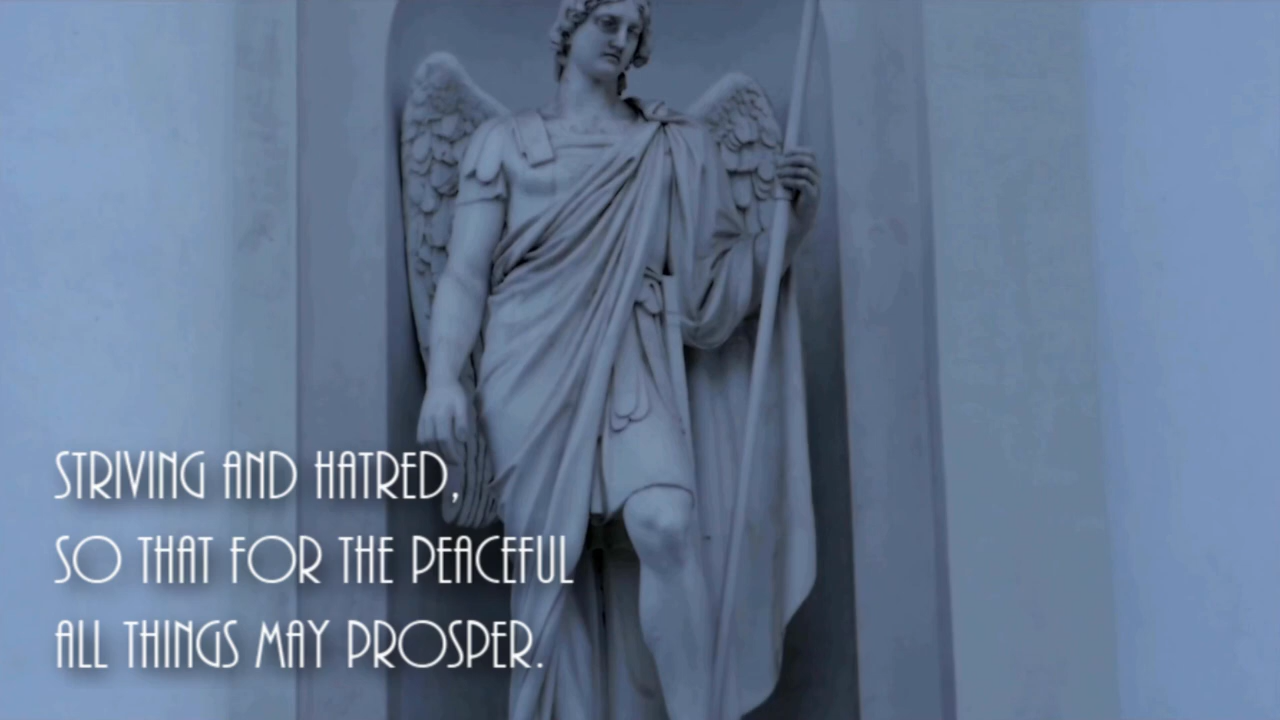 STRIVING AND HATRED,
SO THAT FOR THE PEACEFUL
ALL THINGS MAY PROSPER.